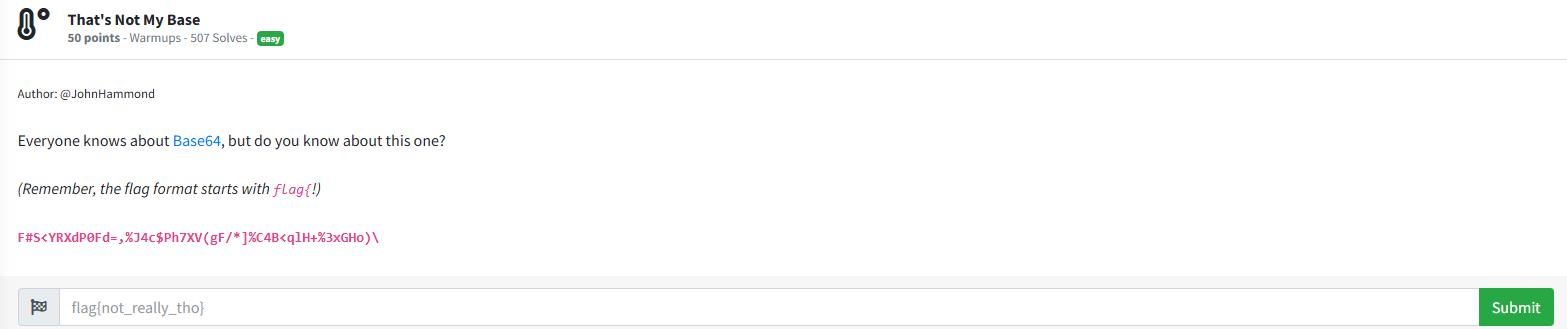 That's Not My Base
50 points - Warmups - 507 Solves - easy
Author: @JohnHammond
Everyone knows about Base64, but do you know about this one?
(Remember, the flag format starts with flag{!)
F#S<YRXdP0Fd=,%J4c$Ph7XV(gF/*]%C4B<qlH+%3xGHo)\
flag{not_really_tho}
Submit